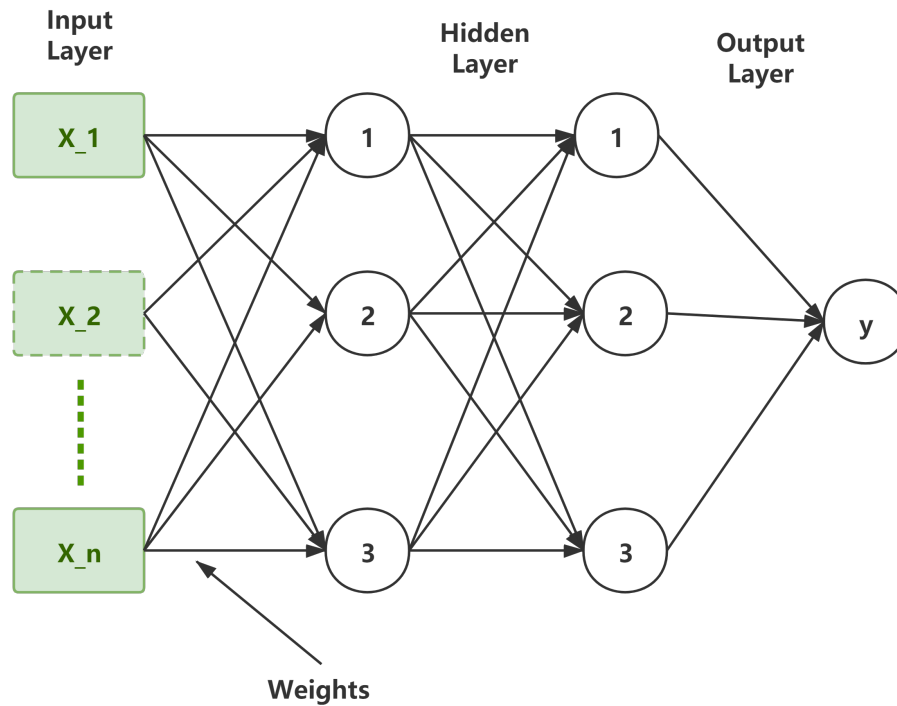 Input
Layer
Hidden
Layer
Output
Layer
X_1
1
1
X_2
2
2
y
X_n
3
3
Weights